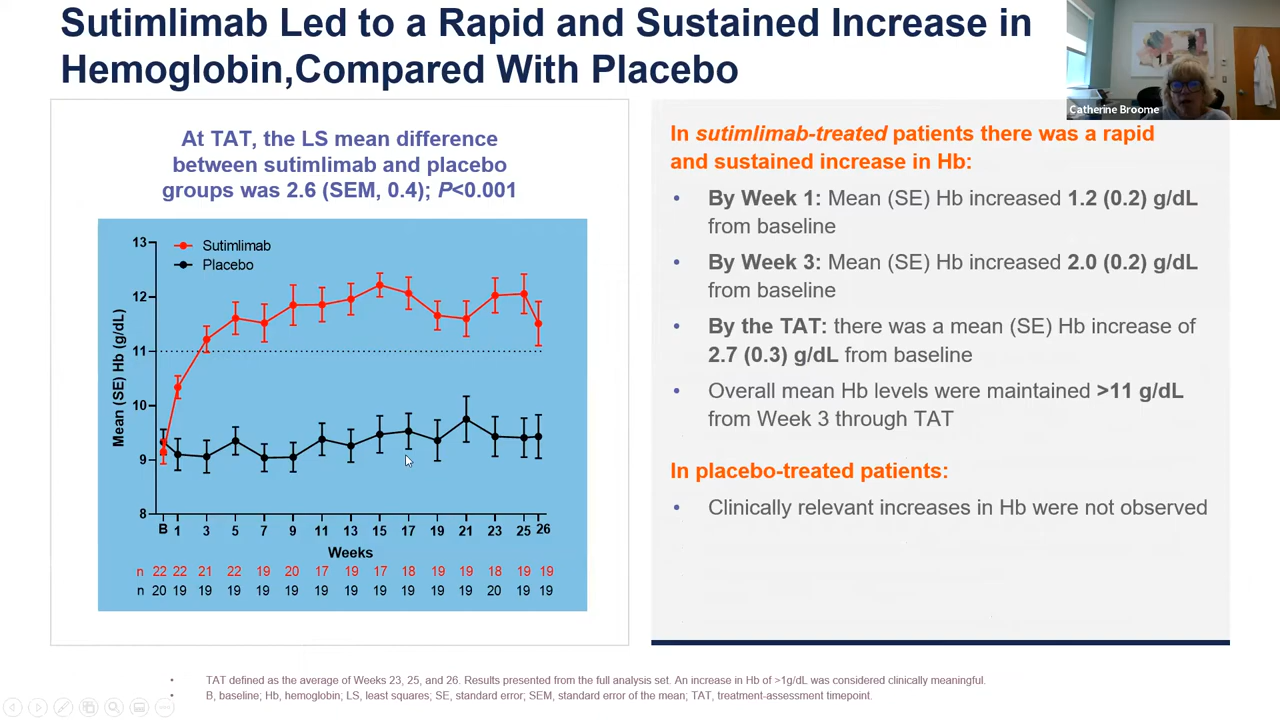 Sutimlimab Led to a Rapid and Sustained Increase in
Hemoglobin,Compared With Placebo
Catherine Broome
At TAT, the LS mean difference
between sutimlimab and placebo
groups was 2.6 (SEM, 0.4); P<0.001
Sutimlimab
Placebo
Mean (SE) Hb (g/dL)
13
12
11
10
9
8
B 1 3 5 7 9 11 13 15 17 19 21 23 25 26
Weeks
n 22 22 21 22 19 20 17 19 17 18 19 19 18 19 19
n 20 19 19 19 19 19 19 19 19 19 19 19 20 19 19
In sutimlimab-treated patients there was a rapid
and sustained increase in Hb:
• By Week 1: Mean (SE) Hb increased 1.2 (0.2) g/dL
from baseline
• By Week 3: Mean (SE) Hb increased 2.0 (0.2) g/dL
from baseline
• By the TAT: there was a mean (SE) Hb increase of
2.7 (0.3) g/dL from baseline
• Overall mean Hb levels were maintained >11 g/dL
from Week 3 through TAT
In placebo-treated patients:
• Clinically relevant increases in Hb were not observed
• TAT defined as the average of Weeks 23, 25, and 26. Results presented from the full analysis set. An increase in Hb of >1g/dL was considered clinically meaningful.
• B, baseline; Hb, hemoglobin; LS, least squares; SE, standard error; SEM, standard error of the mean; TAT, treatment-assessment timepoint.